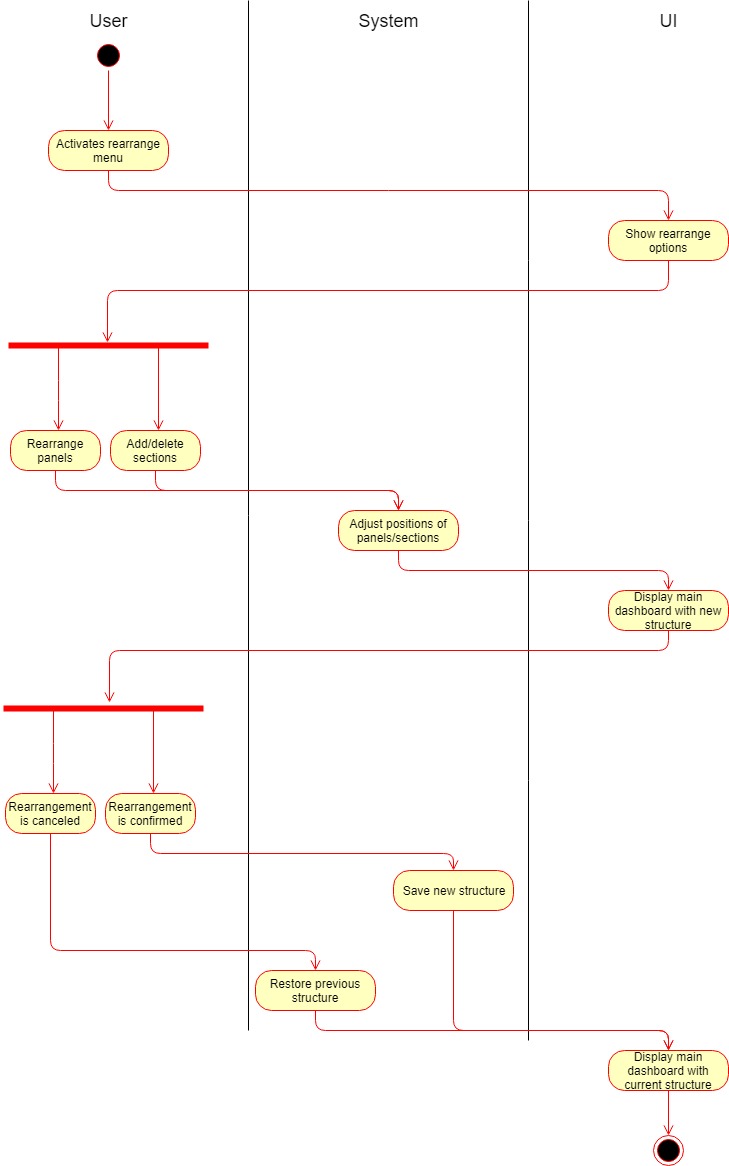 User
System
UI
Activates rearrange
menu
Show rearrange
options
Rearrange
panels
Add/delete
sections
Adjust positions of
panels/sections
Display main
dashboard with new
structure
Rearrangement
is canceled
Rearrangement
is confirmed
Save new structure
Restore previous
structure
Display main
dashboard with
current structure